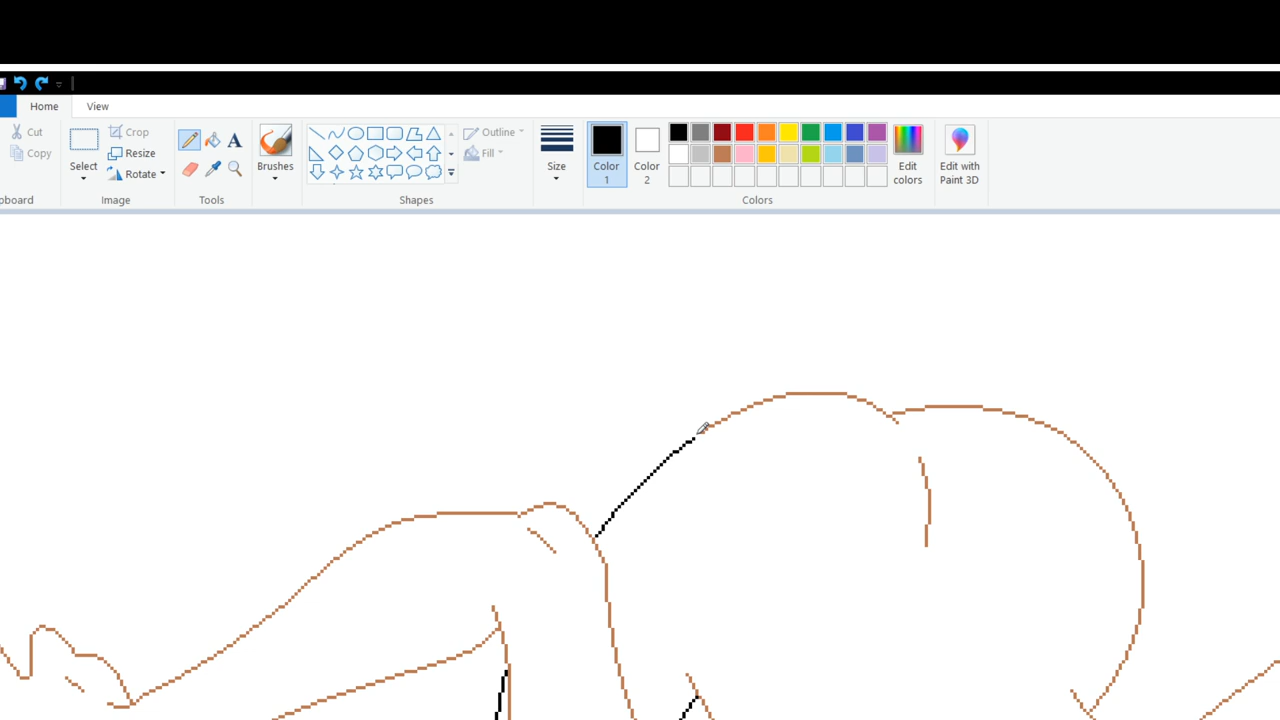 Home View
Cut
Copy
pboard
Select
Crop
Resize
Rotate
Image
A
Tools
Brushes
Outline
Fill
Shapes
Size
Color
1
Color
2
Edit
colors
Colors
Edit with
Paint 3D